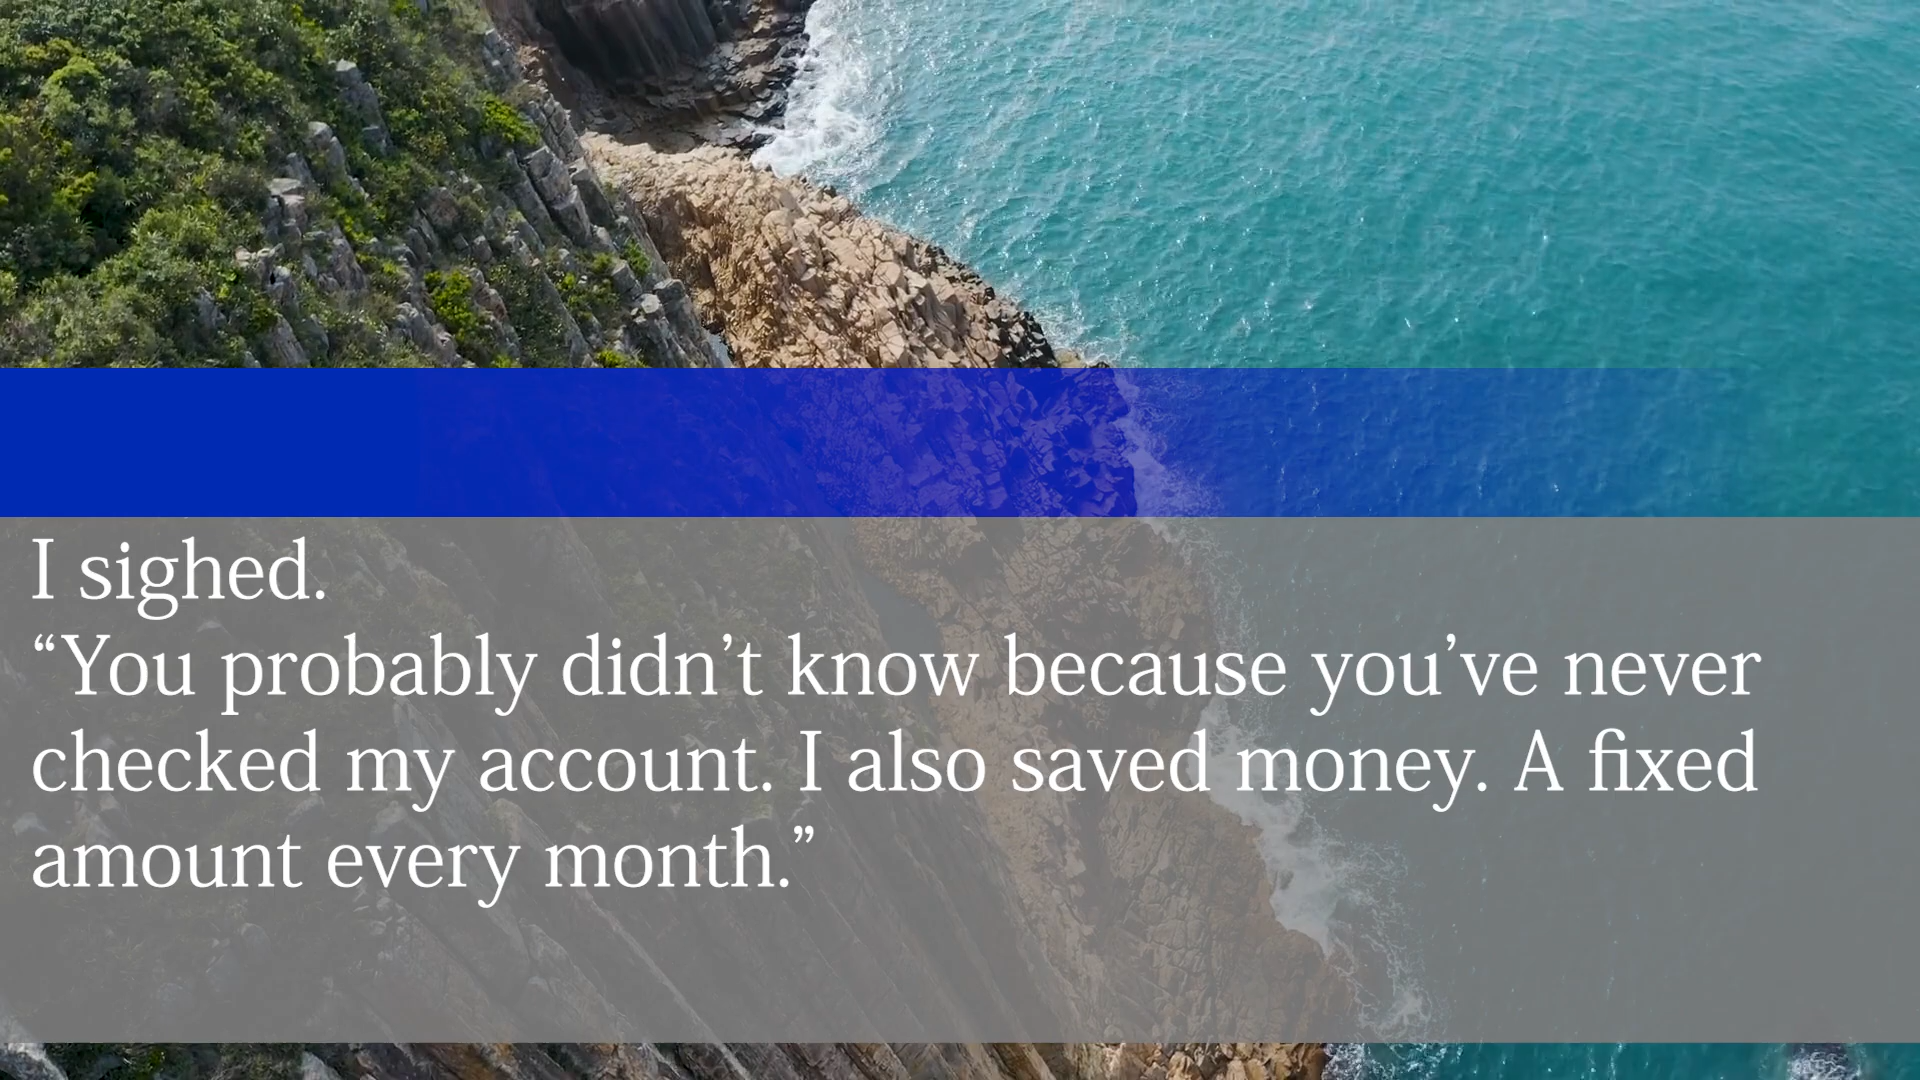 I sighed.
“You probably didn’t know because you’ve never
checked my account. I also saved money. A fixed
amount every month.”